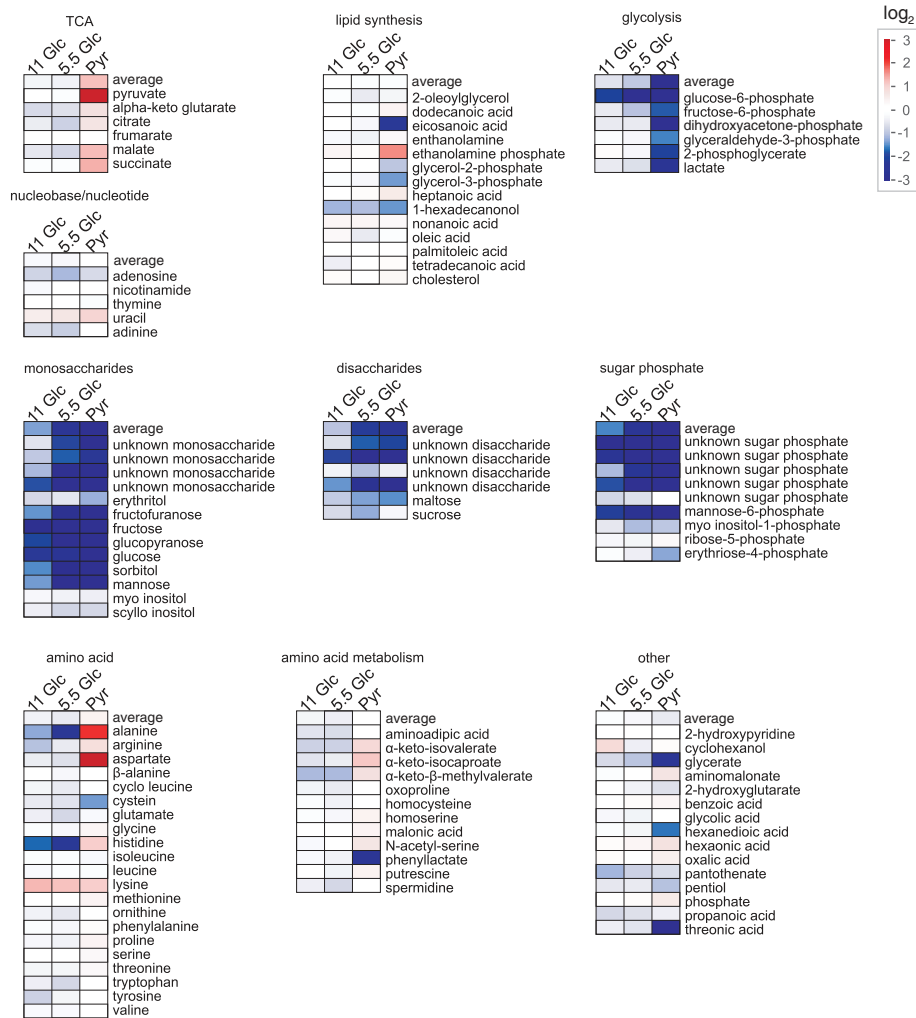 TCA
11 Glc
5.5 Glc
Pyr
average
pyruvate
alpha-keto glutarate
citrate
frumarate
malate
succinate
lipid synthesis
11 Glc
5.5 Glc
Pyr
average
2-oleoylglycerol
dodecanoic acid
eicosanoic acid
enthanolamine
ethanolamine phosphate
glycerol-2-phosphate
glycerol-3-phosphate
heptanoic acid
1-hexadecanonol
nonanoic acid
oleic acid
palmitoleic acid
tetradecanoic acid
cholesterol
glycolysis
11 Glc
5.5 Glc
Pyr
average
glucose-6-phosphate
fructose-6-phosphate
dihydroxyacetone-phosphate
glyceraldehyde-3-phosphate
2-phosphoglycerate
lactate
log2
3
2
1
0
-1
-2
-3
nucleobase/nucleotide
11 Glc
5.5 Glc
Pyr
average
adenosine
nicotinamide
thymine
uracil
adinine
monosaccharides
11 Glc
5.5 Glc
Pyr
average
unknown monosaccharide
unknown monosaccharide
unknown monosaccharide
unknown monosaccharide
erythritol
fructofuranose
fructose
glucopyranose
glucose
sorbitol
mannose
myo inositol
scyllo inositol
disaccharides
11 Glc
5.5 Glc
Pyr
average
unknown disaccharide
unknown disaccharide
unknown disaccharide
unknown disaccharide
maltose
sucrose
sugar phosphate
11 Glc
5.5 Glc
Pyr
average
unknown sugar phosphate
unknown sugar phosphate
unknown sugar phosphate
unknown sugar phosphate
unknown sugar phosphate
mannose-6-phosphate
myo inositol-1-phosphate
ribose-5-phosphate
erythriose-4-phosphate
amino acid
11 Glc
5.5 Glc
Pyr
average
alanine
arginine
aspartate
β-alanine
cyclo leucine
cystein
glutamate
glycine
histidine
isoleucine
leucine
lysine
methionine
ornithine
phenylalanine
proline
serine
threonine
tryptophan
tyrosine
valine
amino acid metabolism
11 Glc
5.5 Glc
Pyr
average
aminoadipic acid
α-keto-isovalerate
α-keto-isocaproate
α-keto-β-methylvalerate
oxoproline
homocysteine
homoserine
malonic acid
N-acetyl-serine
phenyllactate
putrescine
spermidine
other
11 Glc
5.5 Glc
Pyr
average
2-hydroxypyridine
cyclohexanol
glycerate
aminomalonate
2-hydroxyglutarate
benzoic acid
glycolic acid
hexanedioic acid
hexaonic acid
oxalic acid
pantothenate
pentiol
phosphate
propanoic acid
threonic acid